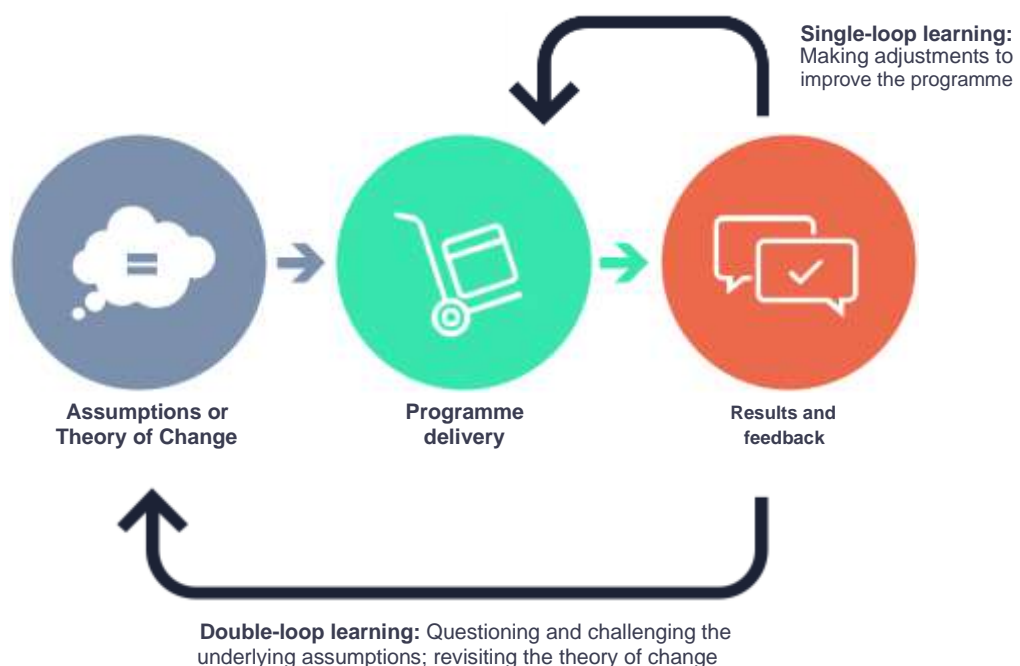 Single-loop learning:
Making adjustments to
improve the programme
Assumptions or
Theory of Change
Programme
delivery
Results and
feedback
Double-loop learning: Questioning and challenging the
underlying assumptions; revisiting the theory of change